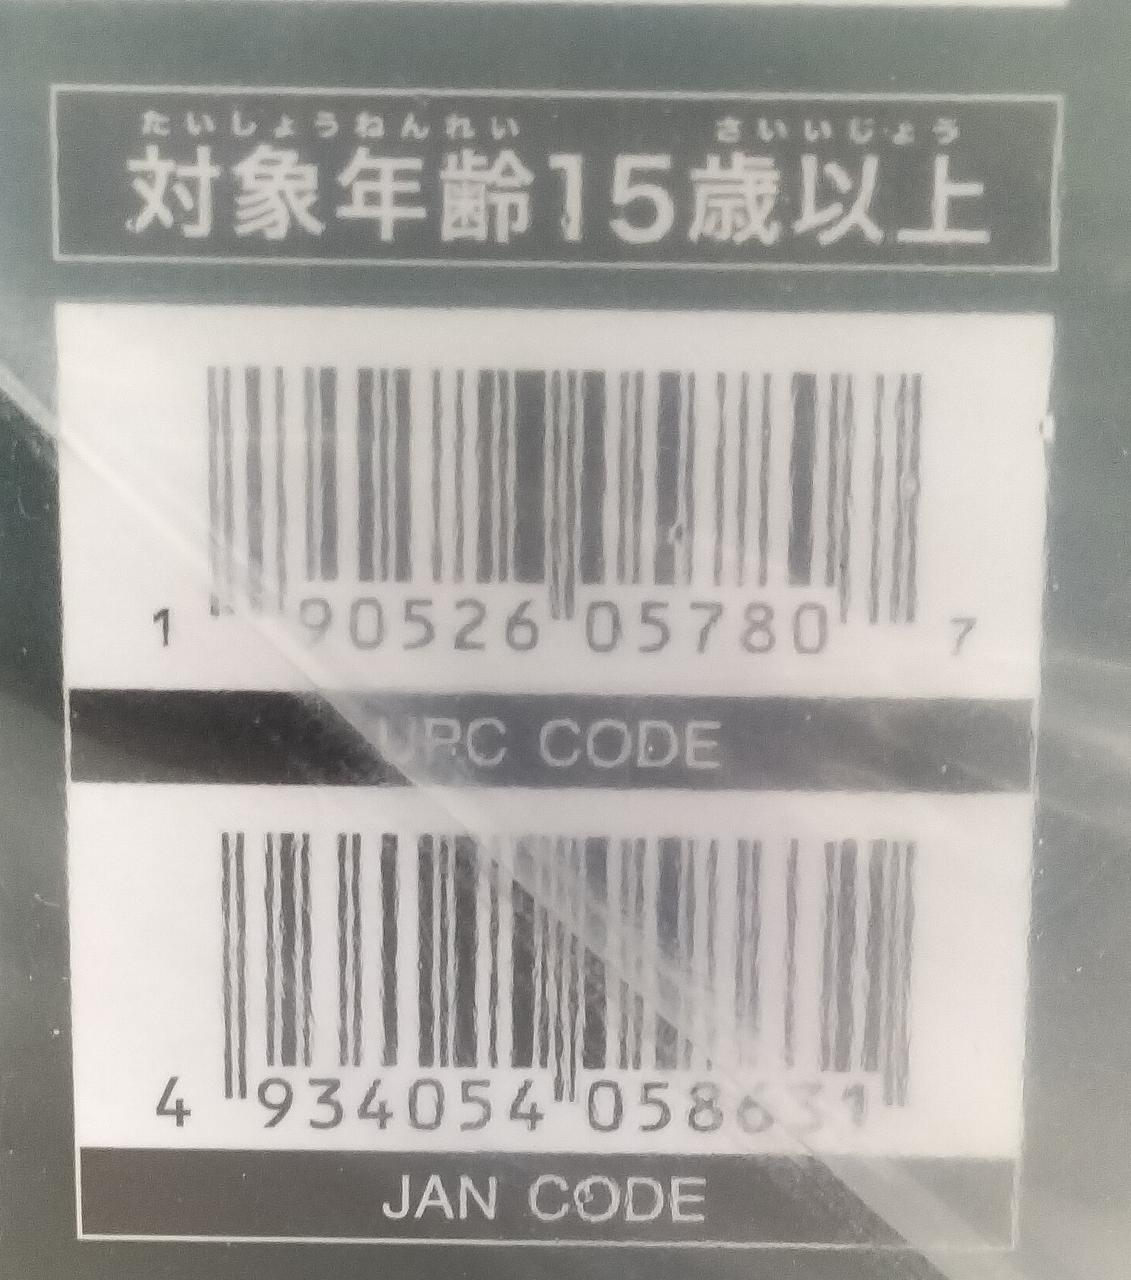 たいしょうねんれい さいいじょう
対象年齢15歳以上
1 90526 05780 7
UPC CODE
4 934054 058631
JAN CODE